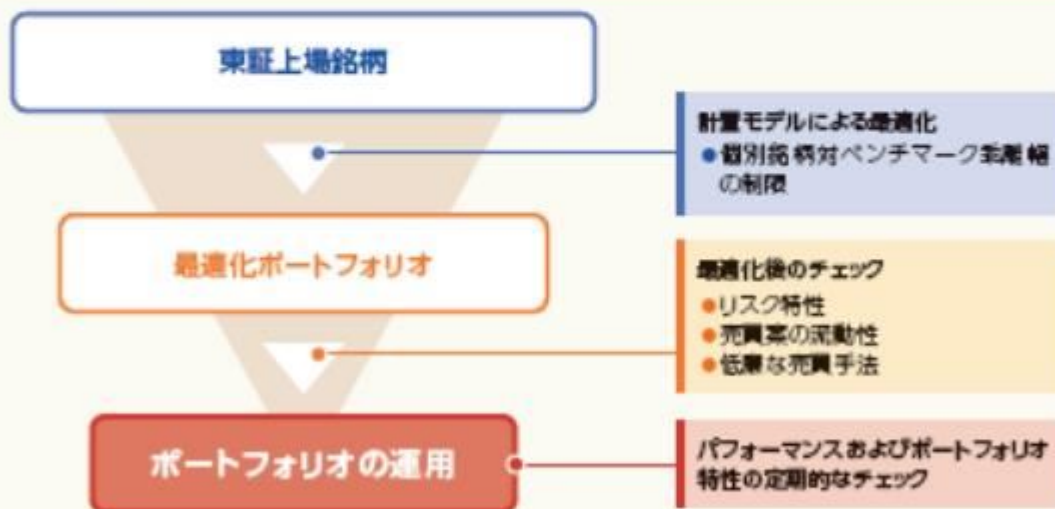 東証上場銘柄
計量モデルによる最適化
●個別銘柄対ベンチマーク乖離幅
の制限
最適化ポートフォリオ
最適化後のチェック
●リスク特性
●売買案の流動性
●低廉な売買手法
ポートフォリオの運用
パフォーマンスおよびポートフォリオ
特性の定期的なチェック